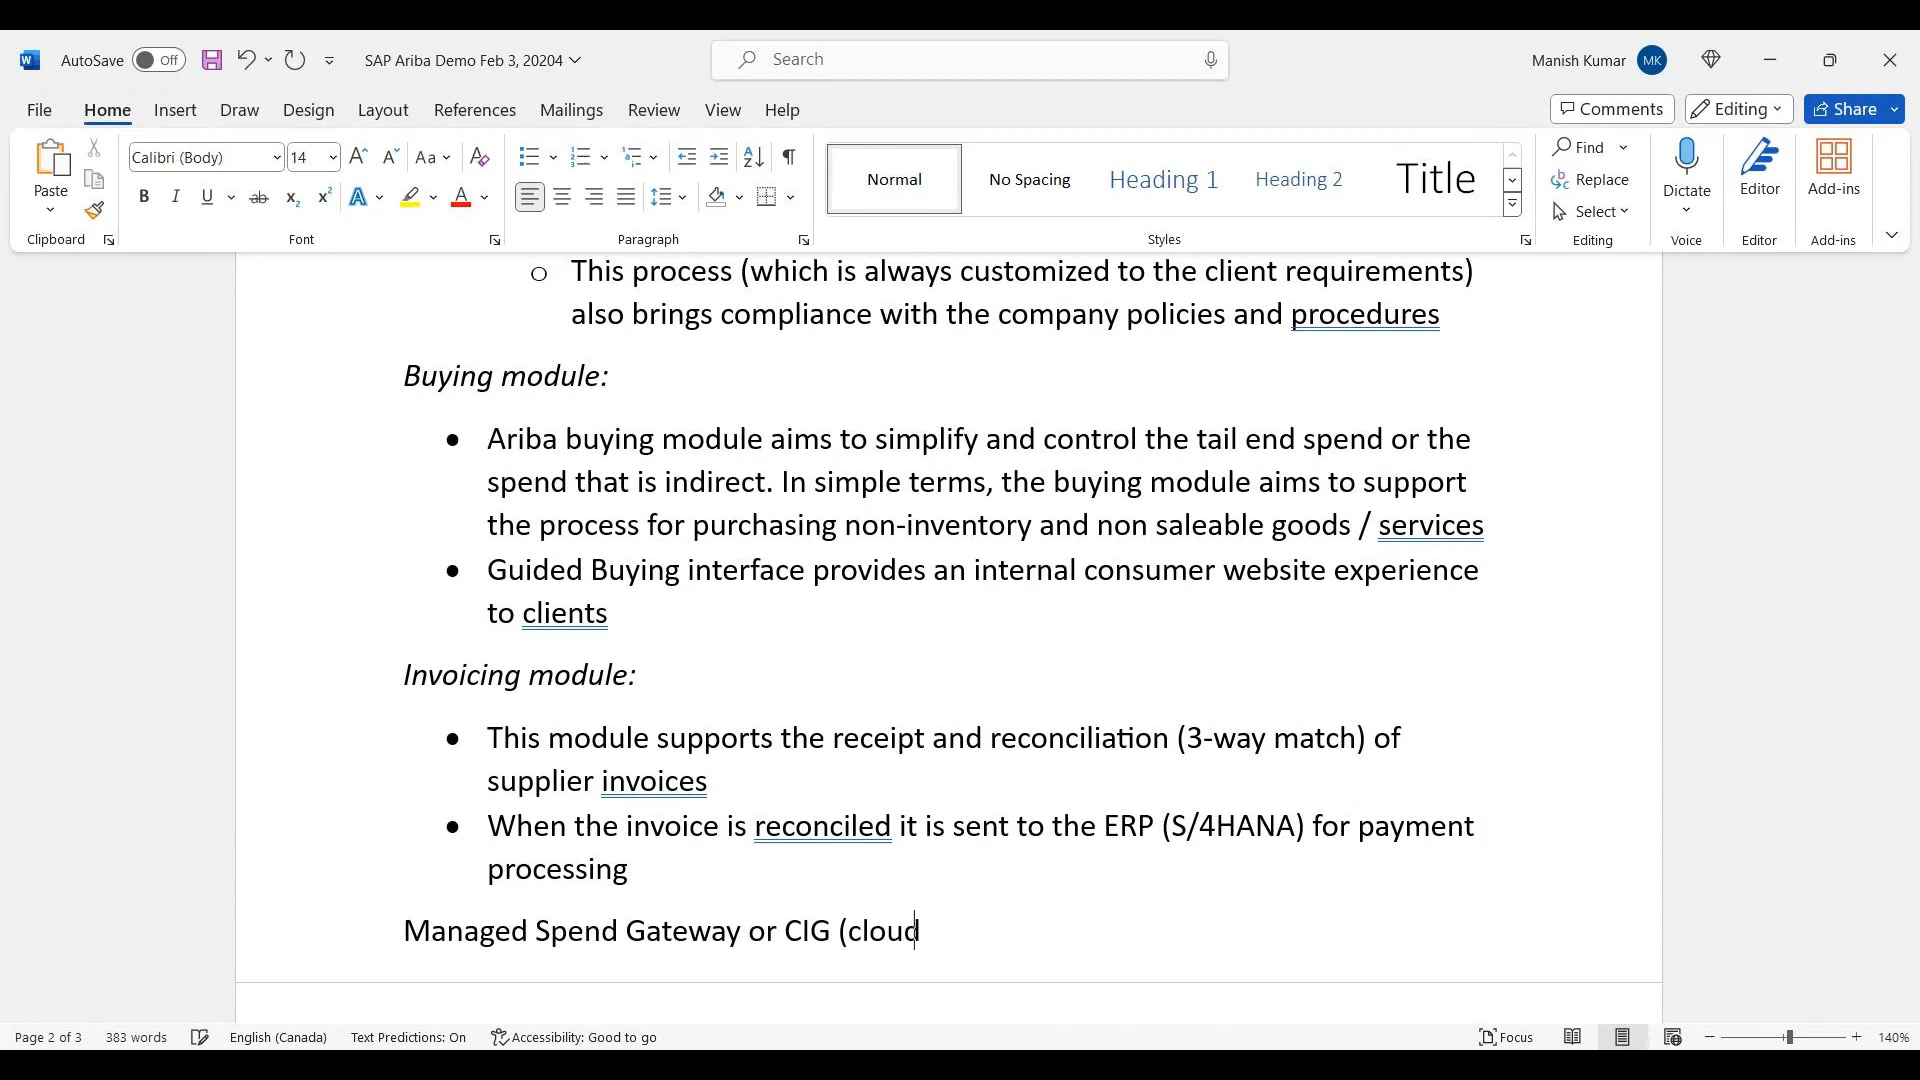 AutoSave Off SAP Ariba Demo Feb 3, 20204 Search Manish Kumar MK
File Home Insert Draw Design Layout References Mailings Review View Help Comments Editing Share
Paste
Clipboard
Calibri (Body) 14 Aa
B I U ab x₂ x² A A
Font
Paragraph
Normal No Spacing Heading 1 Heading 2 Title
Styles
Find
Replace
Select
Editing
Dictate
Voice
Editor
Editor
Add-ins
Add-ins
o This process (which is always customized to the client requirements)
also brings compliance with the company policies and procedures
Buying module:
• Ariba buying module aims to simplify and control the tail end spend or the
spend that is indirect. In simple terms, the buying module aims to support
the process for purchasing non-inventory and non saleable goods / services
• Guided Buying interface provides an internal consumer website experience
to clients
Invoicing module:
• This module supports the receipt and reconciliation (3-way match) of
supplier invoices
• When the invoice is reconciled it is sent to the ERP (S/4HANA) for payment
processing
Managed Spend Gateway or CIG (cloud
Page 2 of 3 383 words English (Canada) Text Predictions: On Accessibility: Good to go Focus 140%